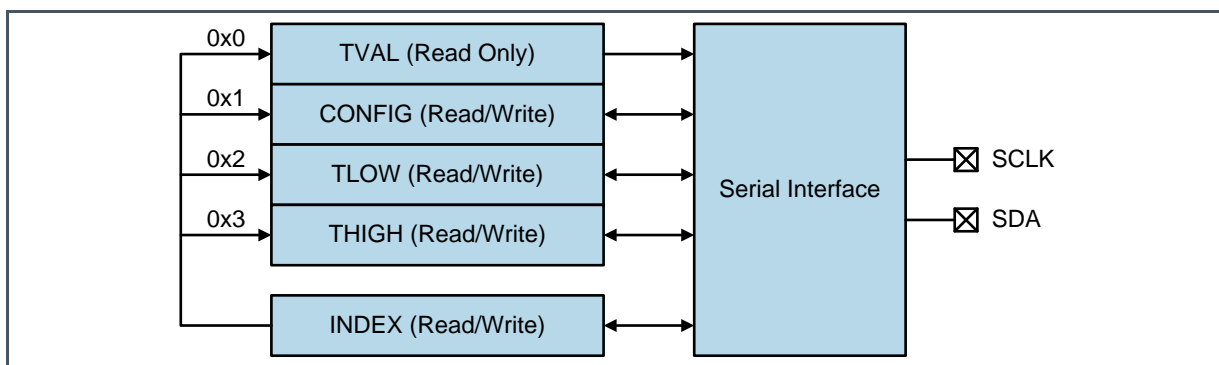 0x0
TVAL (Read Only)
0x1
CONFIG (Read/Write)
0x2
TLOW (Read/Write)
0x3
THIGH (Read/Write)
INDEX (Read/Write)
Serial Interface
SCLK
SDA